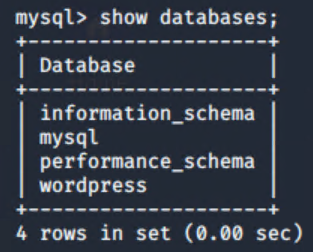 mysql> show databases;
+--------------------+
| Database           |
+--------------------+
| information_schema |
| mysql              |
| performance_schema |
| wordpress          |
+--------------------+
4 rows in set (0.00 sec)